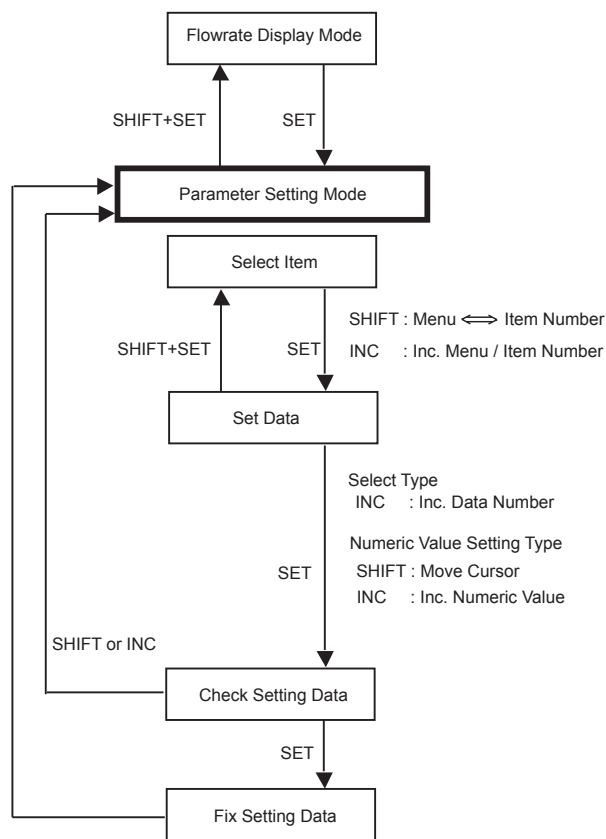 Flowrate Display Mode
SHIFT+SET
SET
Parameter Setting Mode
Select Item
SHIFT : Menu ⇔ Item Number
SHIFT+SET
SET
INC : Inc. Menu / Item Number
Set Data
Select Type
INC : Inc. Data Number
Numeric Value Setting Type
SET
SHIFT : Move Cursor
INC : Inc. Numeric Value
SHIFT or INC
Check Setting Data
SET
Fix Setting Data